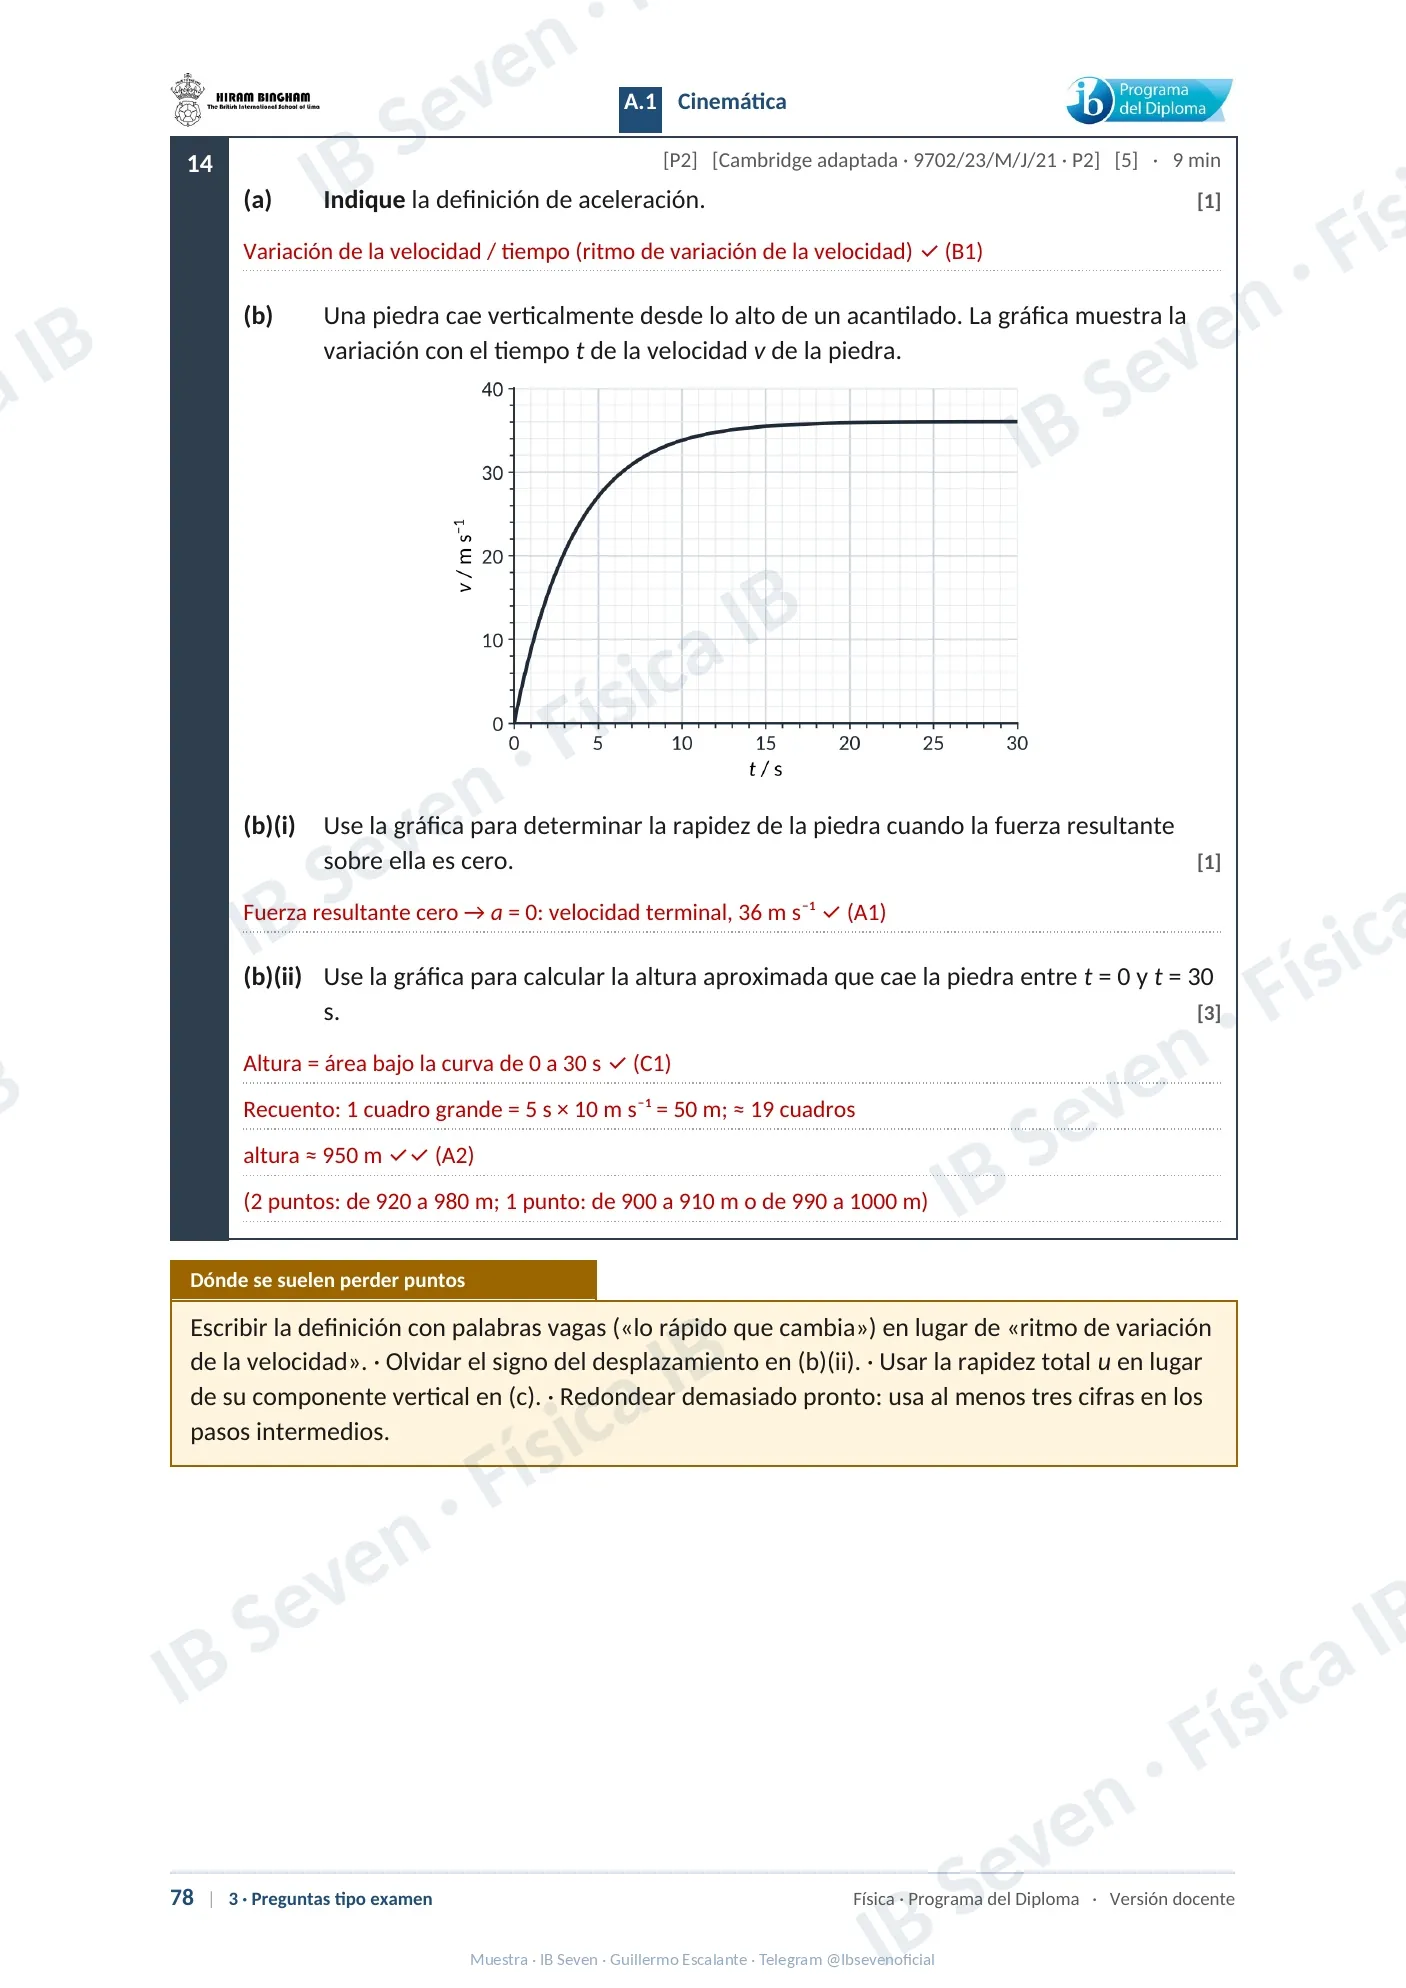 HIRAM BINGHAM
The British International School of Lima
A.1 Cinemática
Programa
del Diploma
14
[P2] [Cambridge adaptada · 9702/23/M/J/21 · P2] [5] · 9 min
(a) Indique la definición de aceleración. [1]
Variación de la velocidad / tiempo (ritmo de variación de la velocidad) ✓ (B1)
(b) Una piedra cae verticalmente desde lo alto de un acantilado. La gráfica muestra la
variación con el tiempo t de la velocidad v de la piedra.
40
30
20
10
0
v / m s⁻¹
0 5 10 15 20 25 30
t / s
(b)(i) Use la gráfica para determinar la rapidez de la piedra cuando la fuerza resultante
sobre ella es cero. [1]
Fuerza resultante cero → a = 0: velocidad terminal, 36 m s⁻¹ ✓ (A1)
(b)(ii) Use la gráfica para calcular la altura aproximada que cae la piedra entre t = 0 y t = 30
s. [3]
Altura = área bajo la curva de 0 a 30 s ✓ (C1)
Recuento: 1 cuadro grande = 5 s × 10 m s⁻¹ = 50 m; ≈ 19 cuadros
altura ≈ 950 m ✓✓ (A2)
(2 puntos: de 920 a 980 m; 1 punto: de 900 a 910 m o de 990 a 1000 m)
Dónde se suelen perder puntos
Escribir la definición con palabras vagas («lo rápido que cambia») en lugar de «ritmo de variación
de la velocidad». · Olvidar el signo del desplazamiento en (b)(ii). · Usar la rapidez total u en lugar
de su componente vertical en (c). · Redondear demasiado pronto: usa al menos tres cifras en los
pasos intermedios.
78 | 3 · Preguntas tipo examen
Física · Programa del Diploma · Versión docente
Muestra · IB Seven · Guillermo Escalante · Telegram @Ibsevenoficial
IB Seven · Física IB